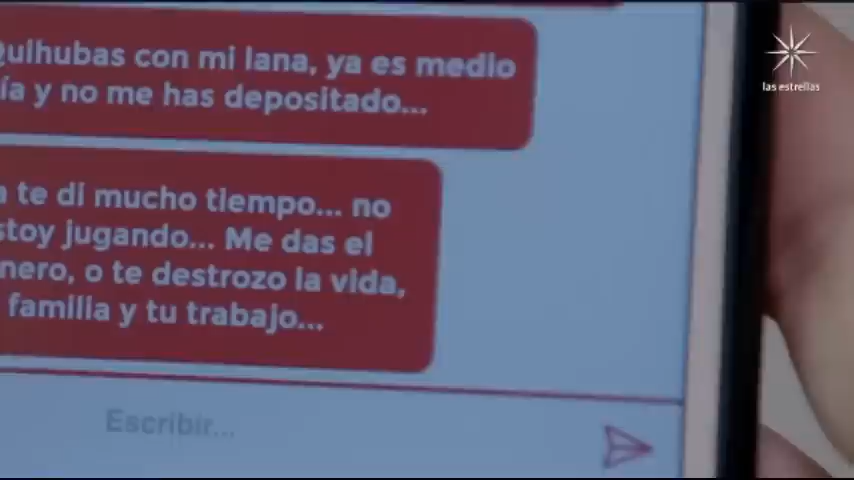 Quihubas con mi lana, ya es medio
ía y no me has depositado...
te di mucho tiempo... no
stoy jugando... Me das el
nero, o te destrozo la vida,
familia y tu trabajo...
Escribir...
las estrellas